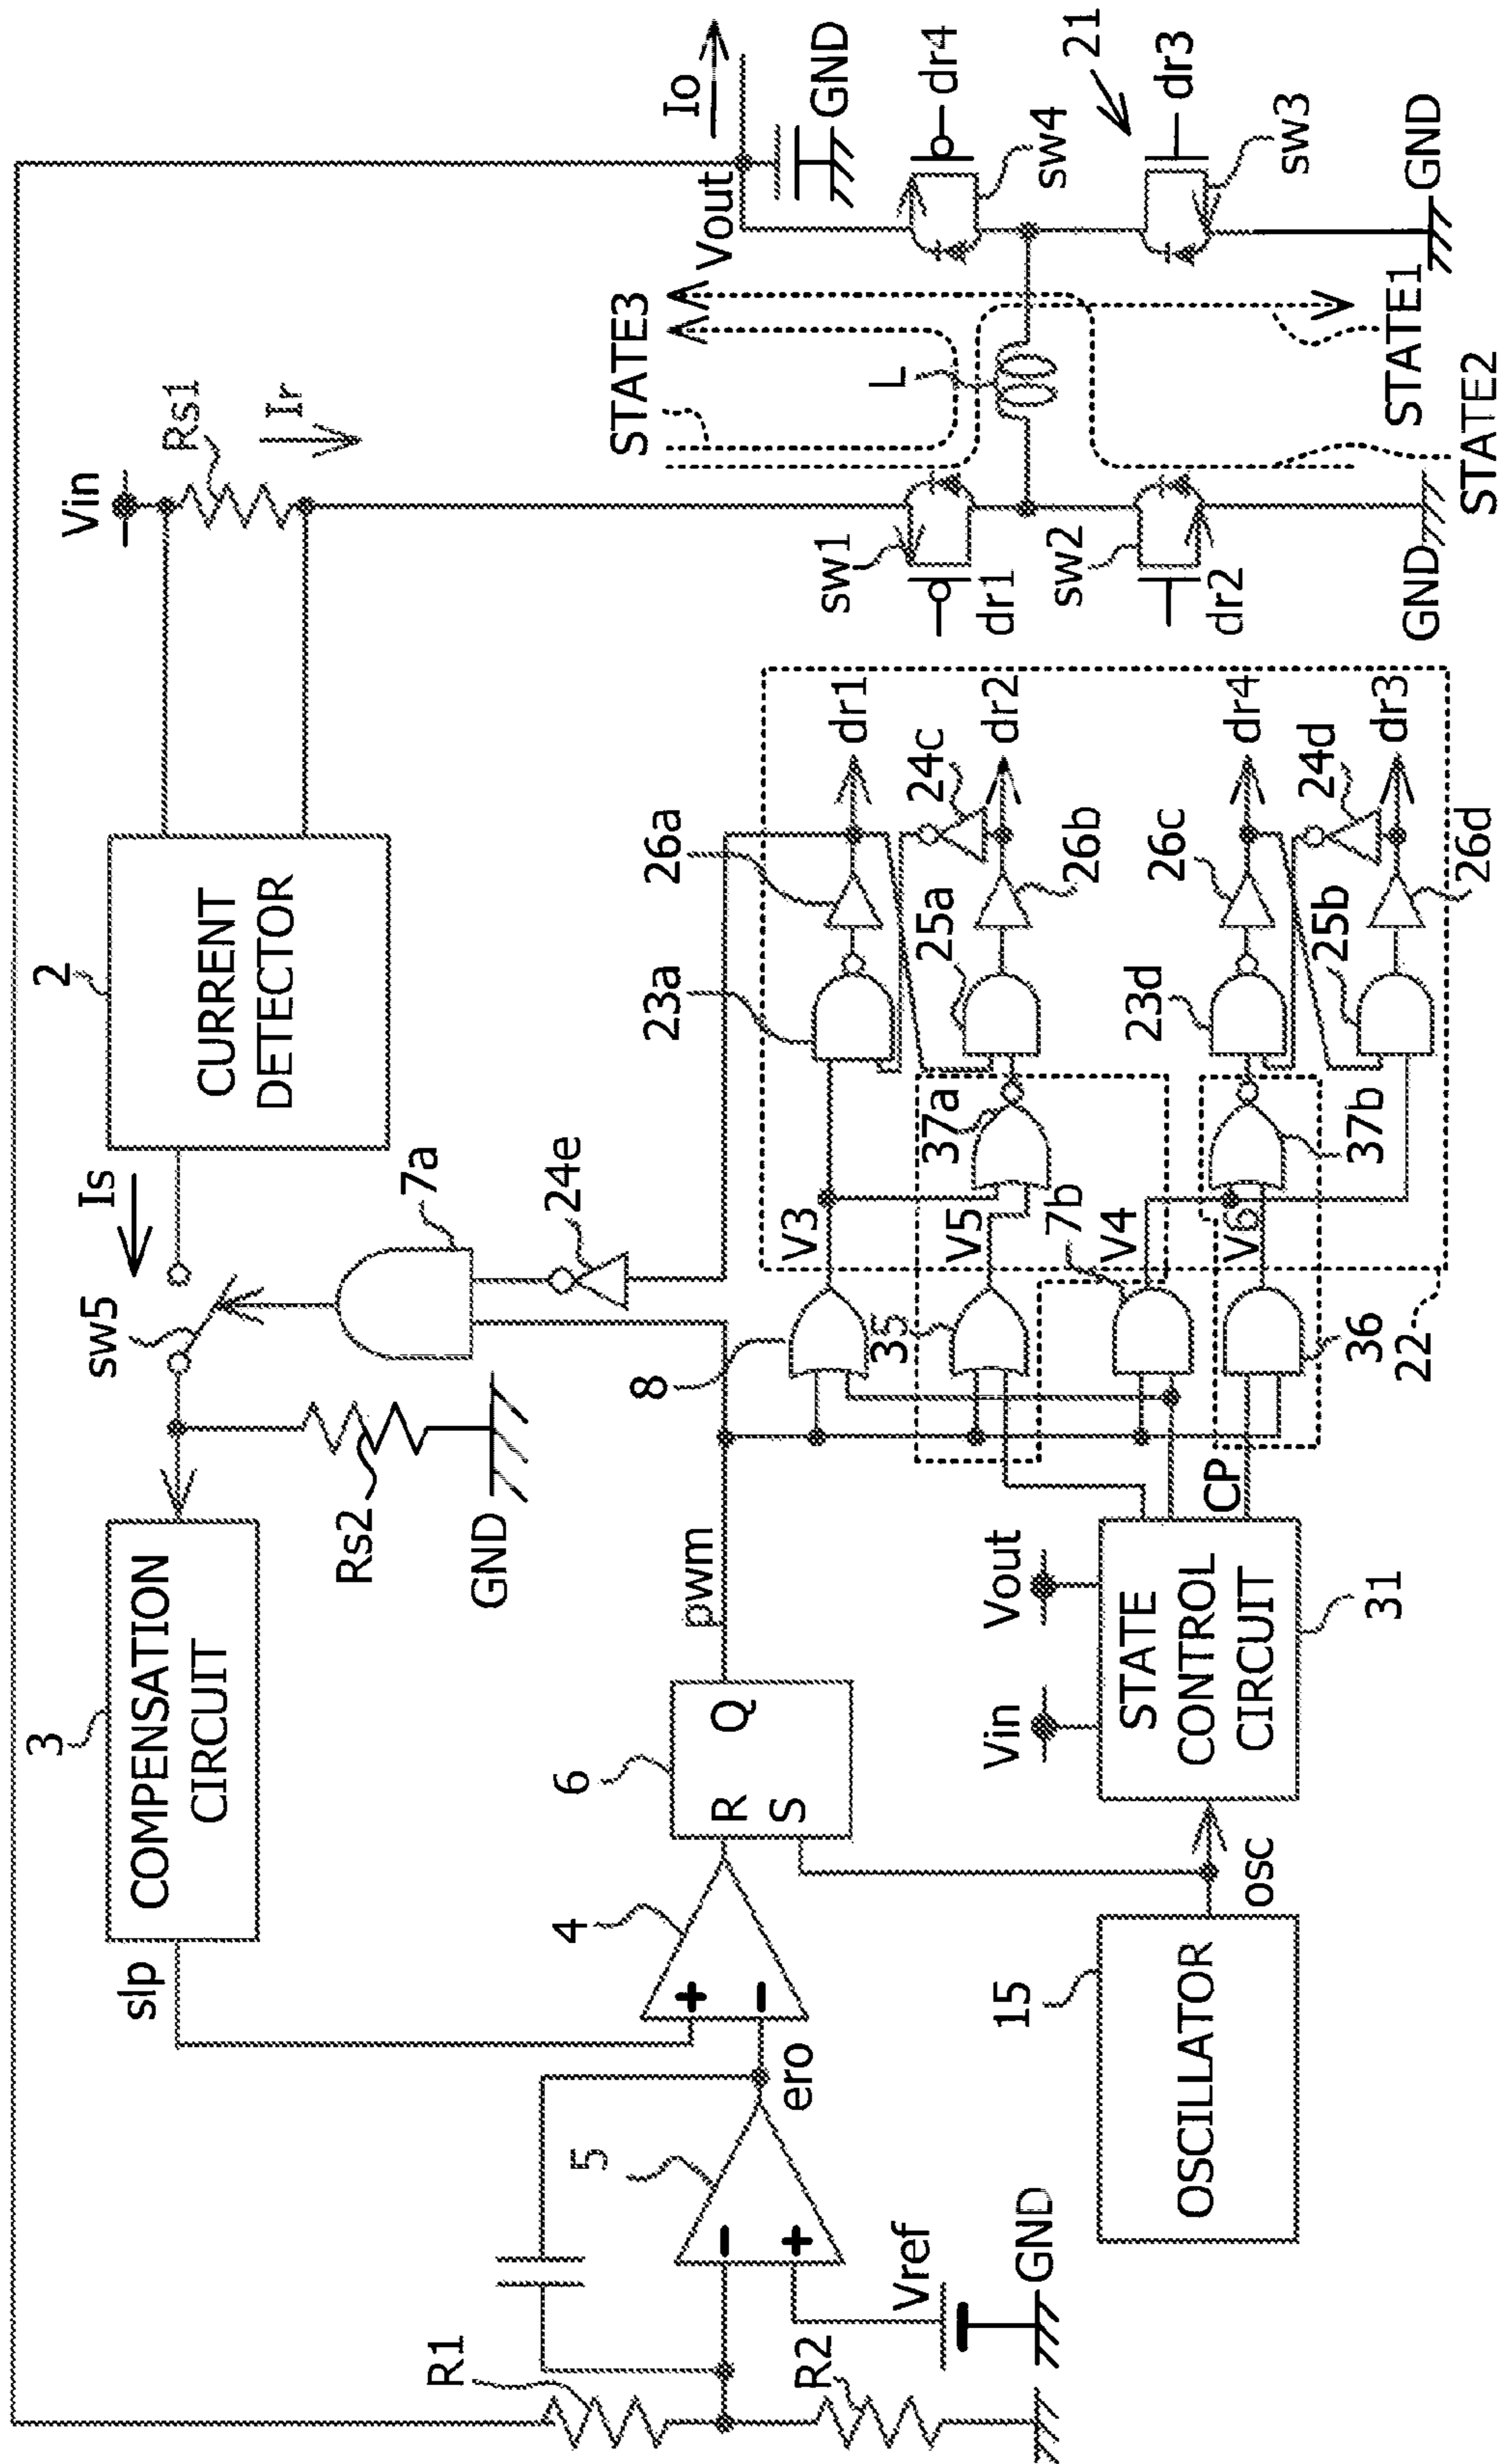 Vin
Rs1
Ir
Io
Vout
GND
2
CURRENT
DETECTOR
Is
sw5
3
COMPENSATION
CIRCUIT
slp
Rs2
GND
7a
24e
STATE3
L
sw1
dr1
sw2
dr2
GND
sw4
dr4
21
dr3
sw3
GND
STATE1
STATE2
R1
R2
5
Vref
GND
ero
4
6
R
S
Q
pwm
8
V3
35
V5
7b
V4
V6
36
22
CP
23a
26a
dr1
24c
37a
25a
26b
dr2
23d
26c
dr4
24d
37b
25b
26d
dr3
15
OSCILLATOR
osc
Vin
Vout
STATE
CONTROL
CIRCUIT
31